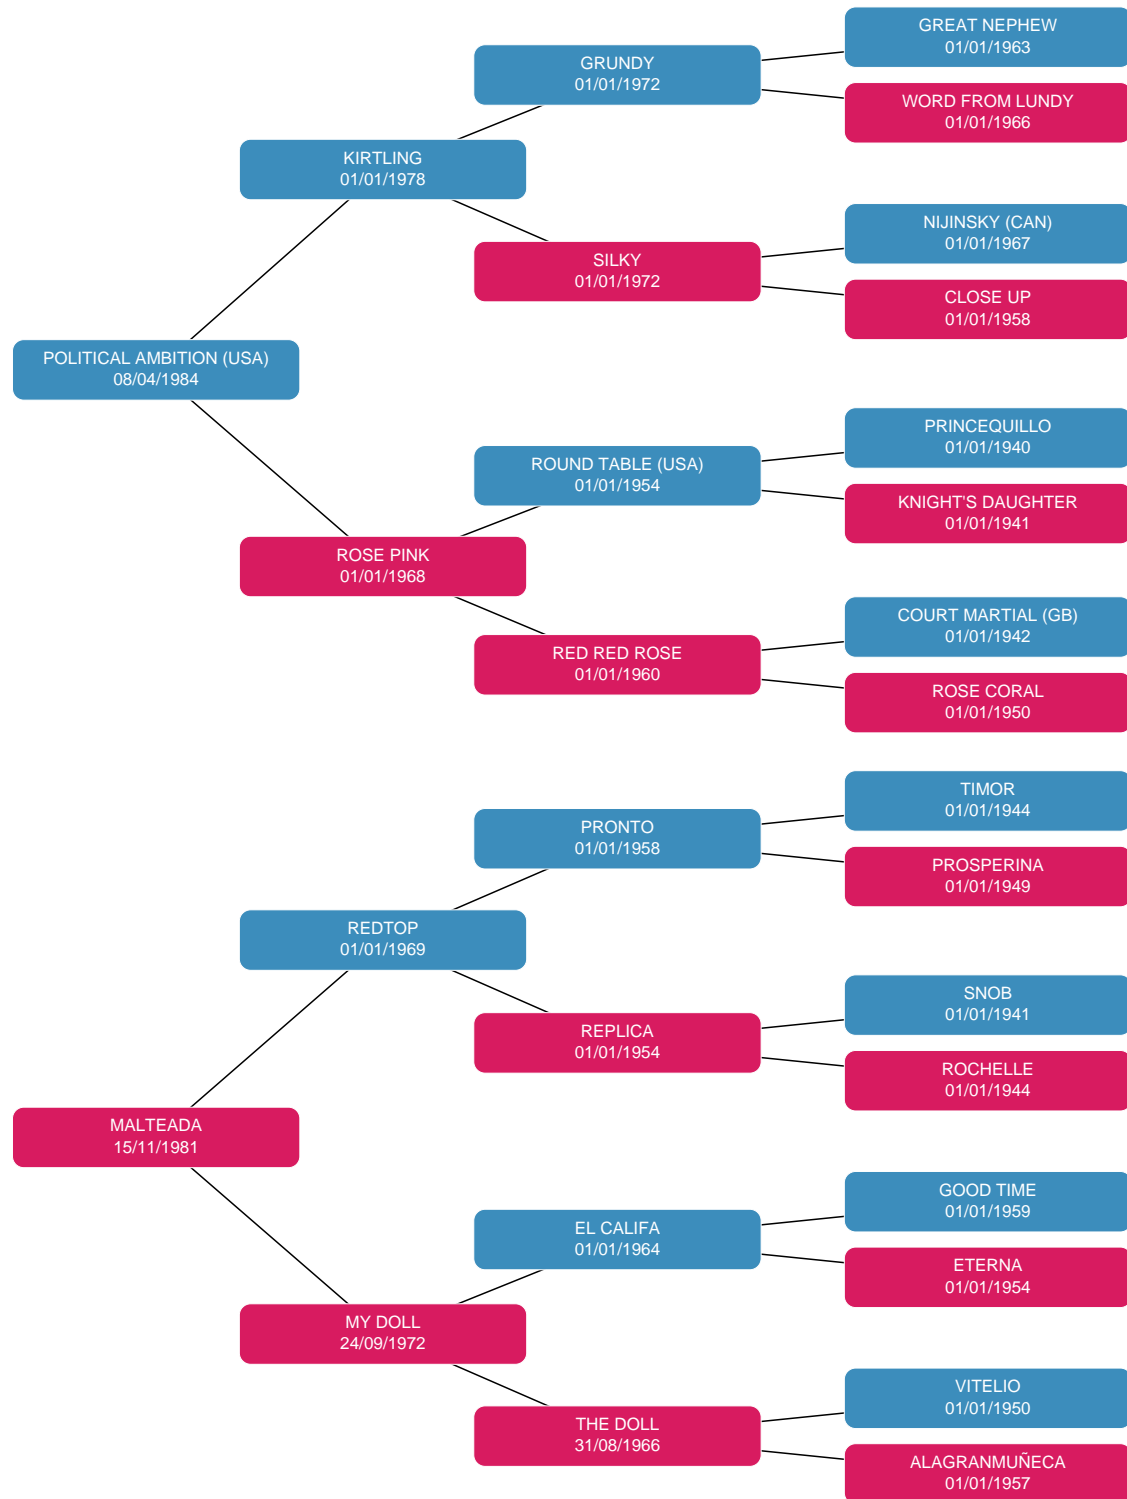 GREAT NEPHEW
01/01/1963
GRUNDY
01/01/1972
WORD FROM LUNDY
01/01/1966
KIRTLING
01/01/1978
NIJINSKY (CAN)
01/01/1967
SILKY
01/01/1972
CLOSE UP
01/01/1958
POLITICAL AMBITION (USA)
08/04/1984
PRINCEQUILLO
01/01/1940
ROUND TABLE (USA)
01/01/1954
KNIGHT'S DAUGHTER
01/01/1941
ROSE PINK
01/01/1968
COURT MARTIAL (GB)
01/01/1942
RED RED ROSE
01/01/1960
ROSE CORAL
01/01/1950
TIMOR
01/01/1944
PRONTO
01/01/1958
PROSPERINA
01/01/1949
REDTOP
01/01/1969
SNOB
01/01/1941
REPLICA
01/01/1954
ROCHELLE
01/01/1944
MALTEADA
15/11/1981
GOOD TIME
01/01/1959
EL CALIFA
01/01/1964
ETERNA
01/01/1954
MY DOLL
24/09/1972
VITELIO
01/01/1950
THE DOLL
31/08/1966
ALAGRANMUÑECA
01/01/1957